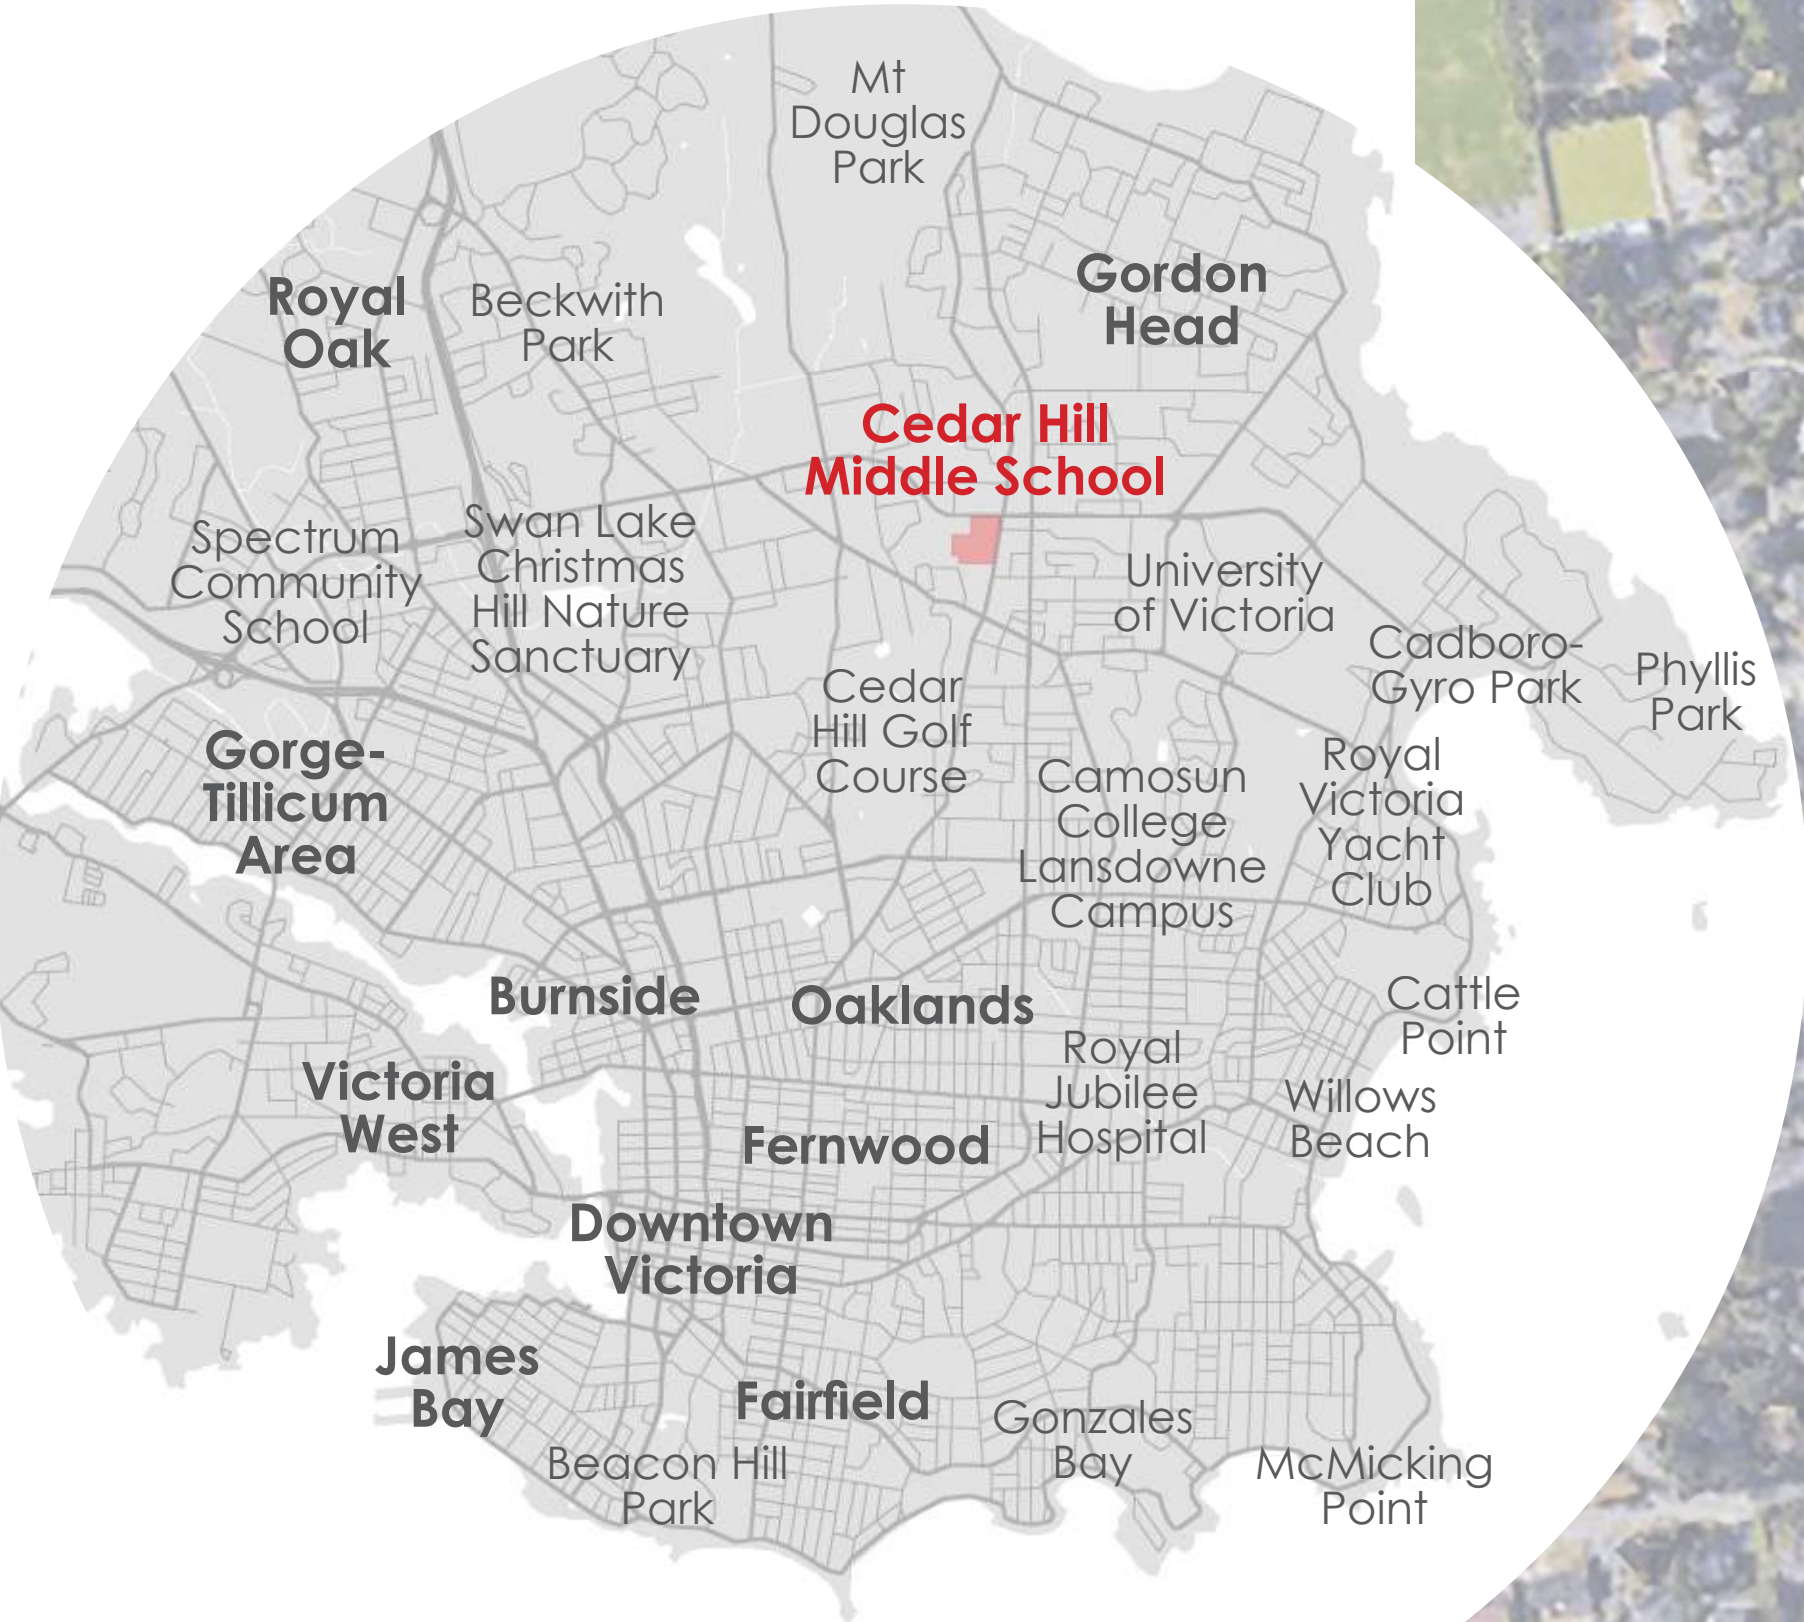 Mt
Douglas
Park
Gordon
Head
Royal
Oak
Beckwith
Park
Cedar Hill
Middle School
Spectrum
Community
School
Swan Lake
Christmas
Hill Nature
Sanctuary
University
of Victoria
Cadboro-
Gyro Park
Phyllis
Park
Cedar
Hill Golf
Course
Gorge-
Tillicum
Area
Camosun
College
Lansdowne
Campus
Royal
Victoria
Yacht
Club
Burnside
Oaklands
Cattle
Point
Royal
Jubilee
Hospital
Victoria
West
Willows
Beach
Fernwood
Downtown
Victoria
James
Bay
Fairfield
Gonzales
Bay
Beacon Hill
Park
McMicking
Point